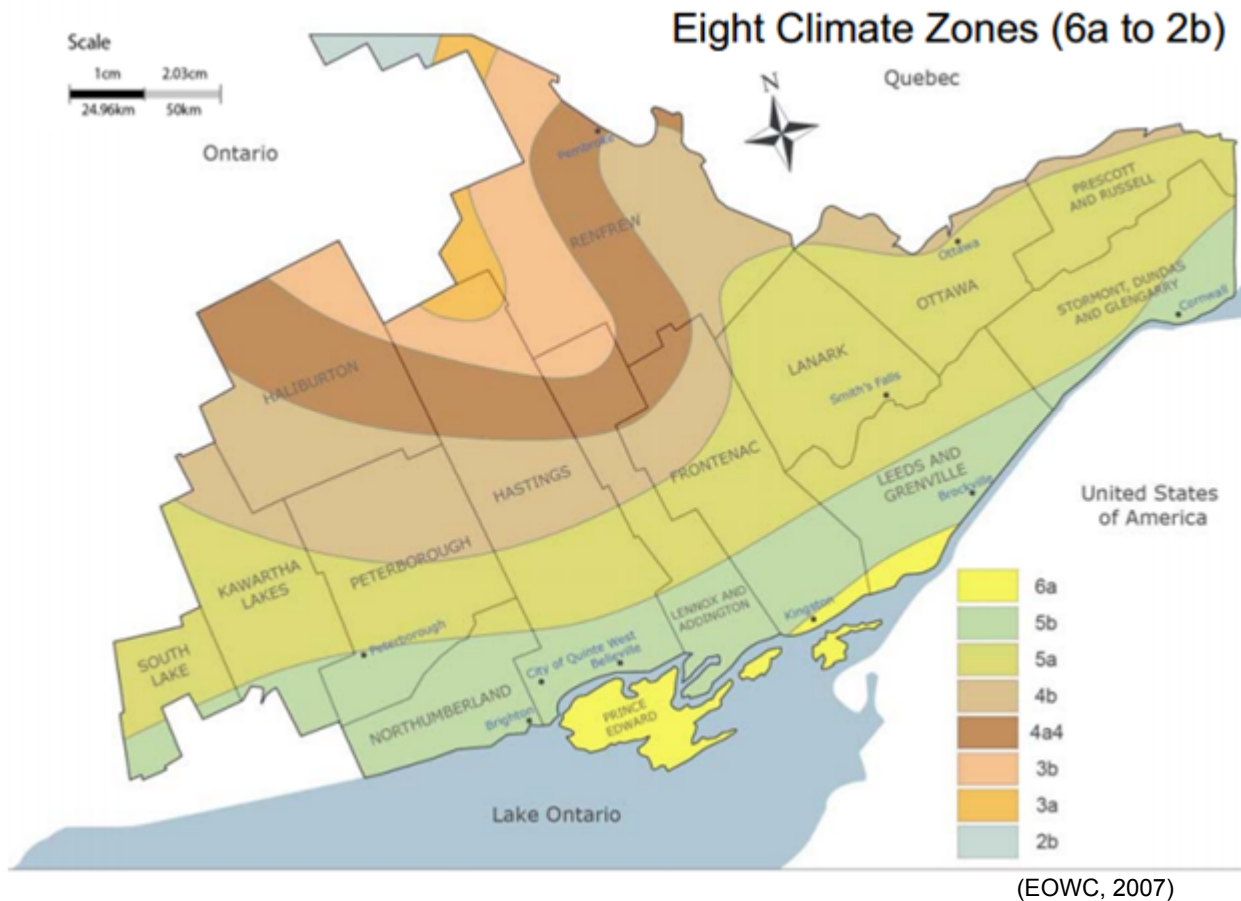 Eight Climate Zones (6a to 2b)
Scale
1cm 2.03cm
24.96km 50km
N
Quebec
Ontario
Pembroke
PRESCOTT
AND RUSSELL
RENFREW
Ottawa
OTTAWA
STORMONT, DUNDAS
AND GLENGARRY
Cornwall
HALIBURTON
LANARK
Smith's Falls
FRONTENAC
HASTINGS
LEEDS AND
GRENVILLE
Brockville
United States
of America
KAWARTHA
LAKES
PETERBOROUGH
LENNOX AND
ADDINGTON
Kingston
SOUTH
LAKE
Peterborough
City of Quinte West
Belleville
NORTHUMBERLAND
Brighton
PRINCE
EDWARD
Lake Ontario
6a
5b
5a
4b
4a4
3b
3a
2b
(EOWC, 2007)